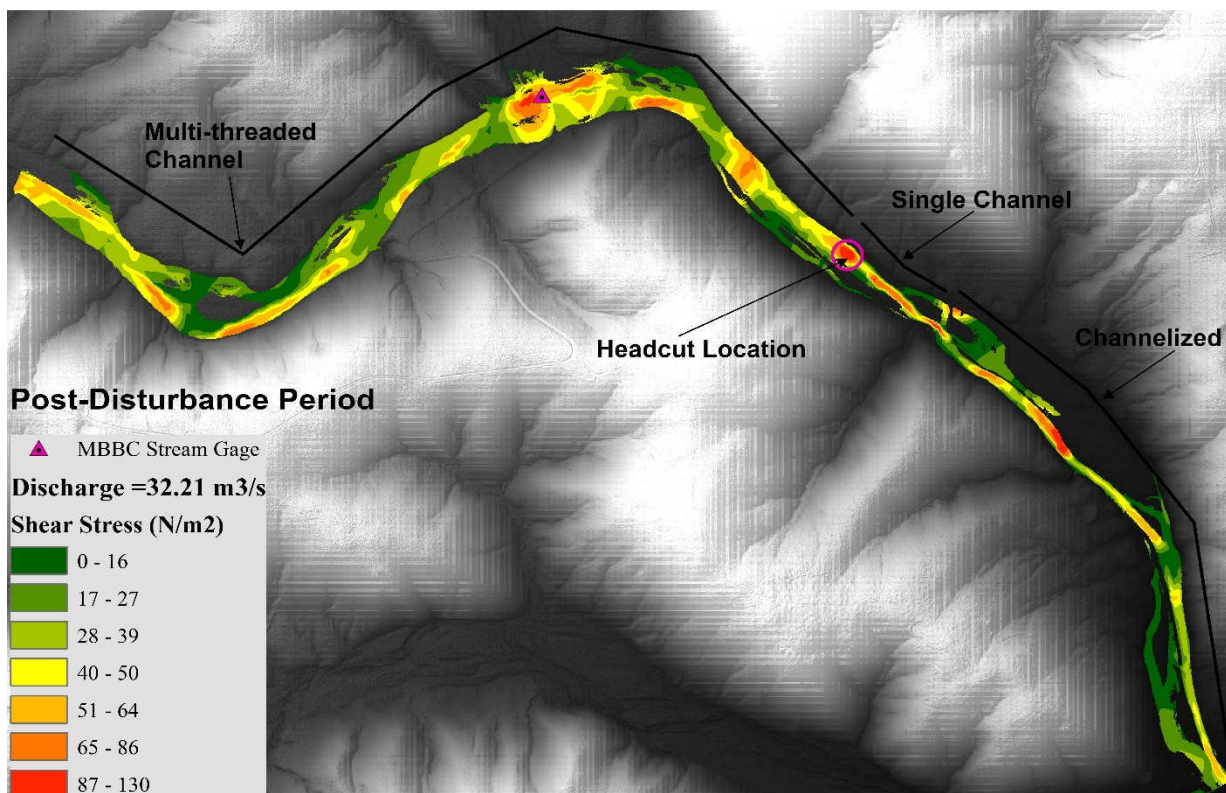 Multi-threaded
Channel
Single Channel
Headcut Location
Channelized
Post-Disturbance Period
MBBC Stream Gage
Discharge =32.21 m3/s
Shear Stress (N/m2)
0 - 16
17 - 27
28 - 39
40 - 50
51 - 64
65 - 86
87 - 130